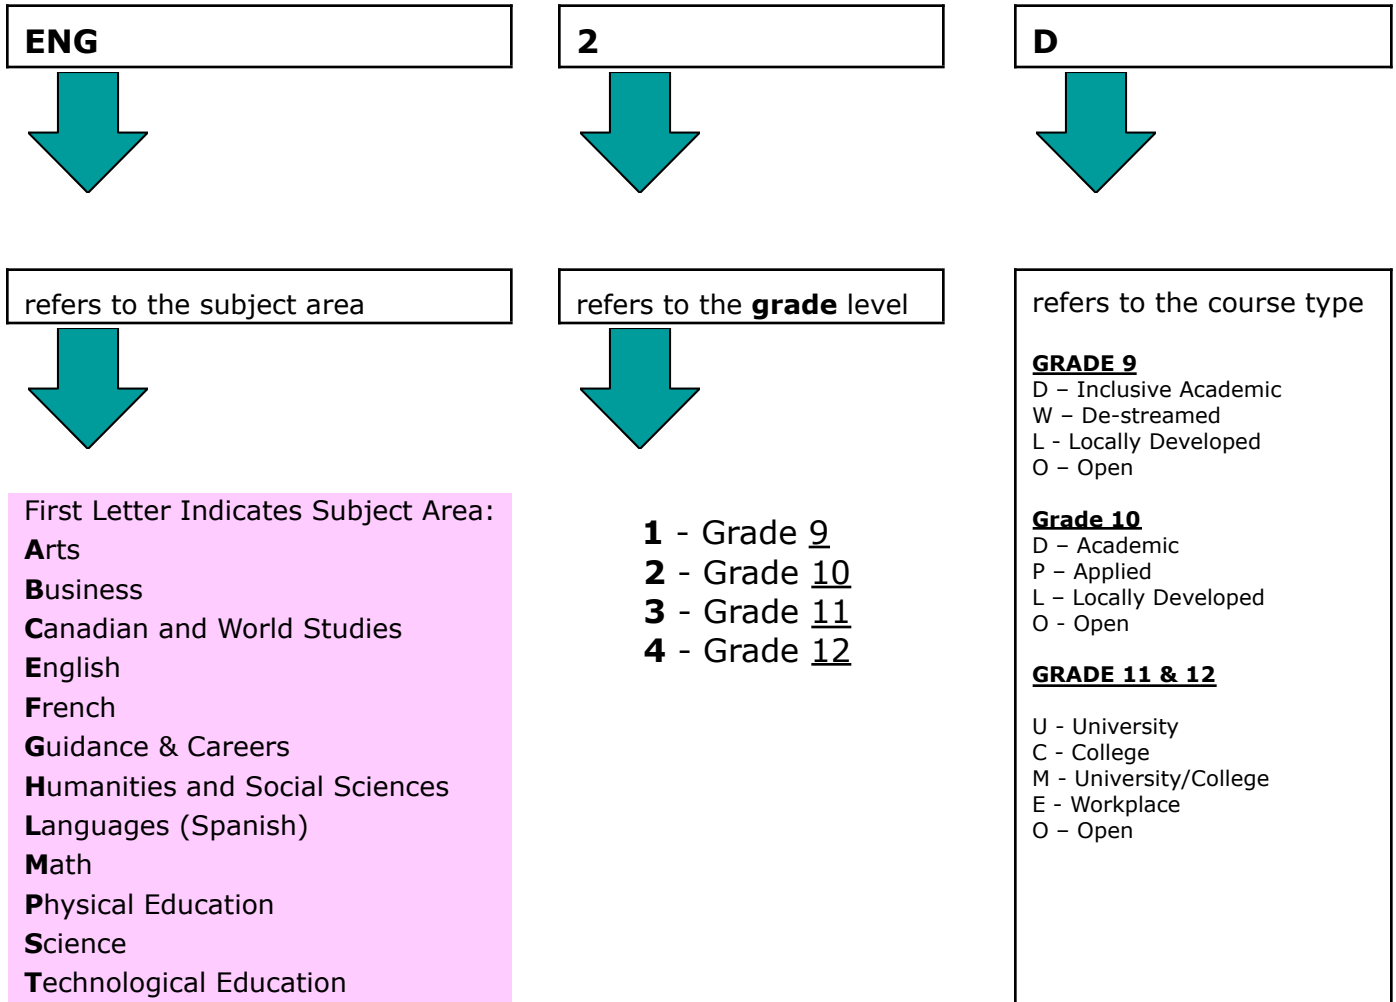 ENG
2
D
refers to the subject area
refers to the grade level
refers to the course type
First Letter Indicates Subject Area:
Arts
Business
Canadian and World Studies
English
French
Guidance & Careers
Humanities and Social Sciences
Languages (Spanish)
Math
Physical Education
Science
Technological Education
1 - Grade 9
2 - Grade 10
3 - Grade 11
4 - Grade 12
GRADE 9
D – Inclusive Academic
W – De-streamed
L - Locally Developed
O – Open
Grade 10
D – Academic
P – Applied
L – Locally Developed
O - Open
GRADE 11 & 12
U - University
C - College
M - University/College
E - Workplace
O – Open